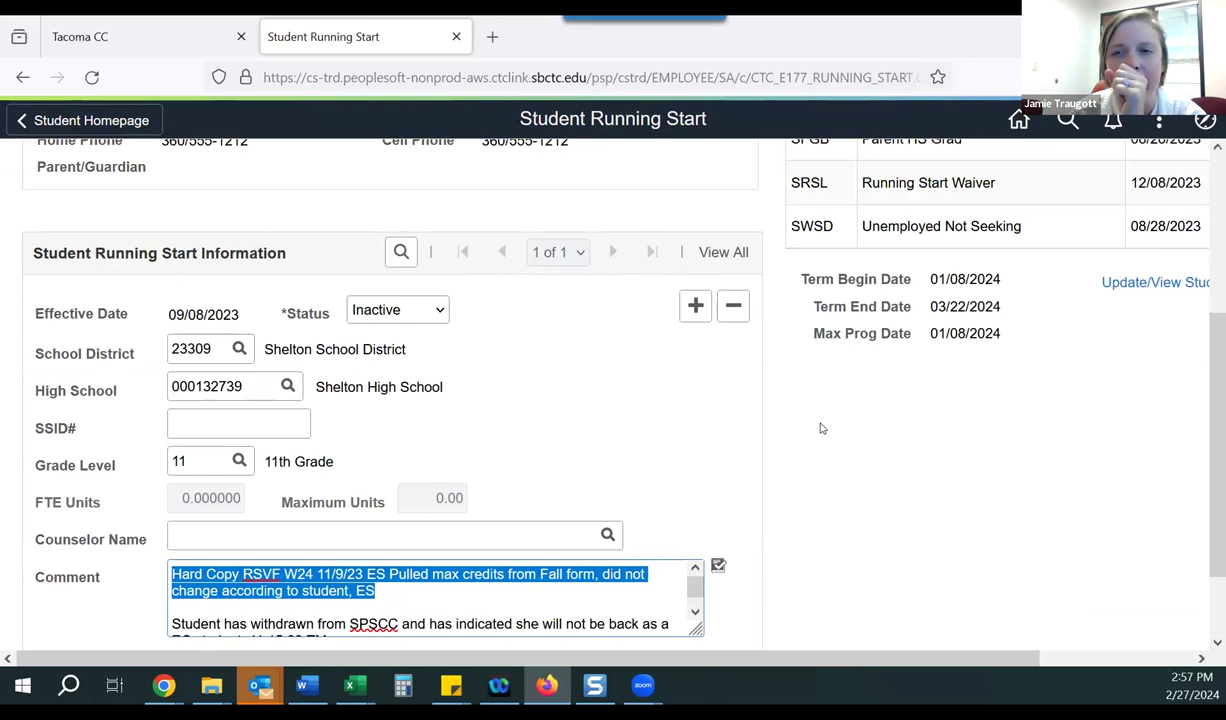 Tacoma CC
Student Running Start
https://cs-trd.peoplesoft-nonprod-aws.ctclink.sbctc.edu/psp/cstrd/EMPLOYEE/SA/c/CTC_E177_RUNNING_START.
Jamie Traugott
Student Homepage
Student Running Start
Home Phone 360/555-1212 Cell Phone 360/555-1212
Parent/Guardian
SFGB Parent HS Grad 08/28/2023
SRSL Running Start Waiver 12/08/2023
SWSD Unemployed Not Seeking 08/28/2023
Student Running Start Information 1 of 1 View All
Term Begin Date 01/08/2024 Update/View Stud
Term End Date 03/22/2024
Max Prog Date 01/08/2024
Effective Date 09/08/2023 *Status Inactive
School District 23309 Shelton School District
High School 000132739 Shelton High School
SSID#
Grade Level 11 11th Grade
FTE Units 0.000000 Maximum Units 0.00
Counselor Name
Comment Hard Copy RSVF W24 11/9/23 ES Pulled max credits from Fall form, did not
change according to student, ES
Student has withdrawn from SPSCC and has indicated she will not be back as a
zoom
2:57 PM
2/27/2024